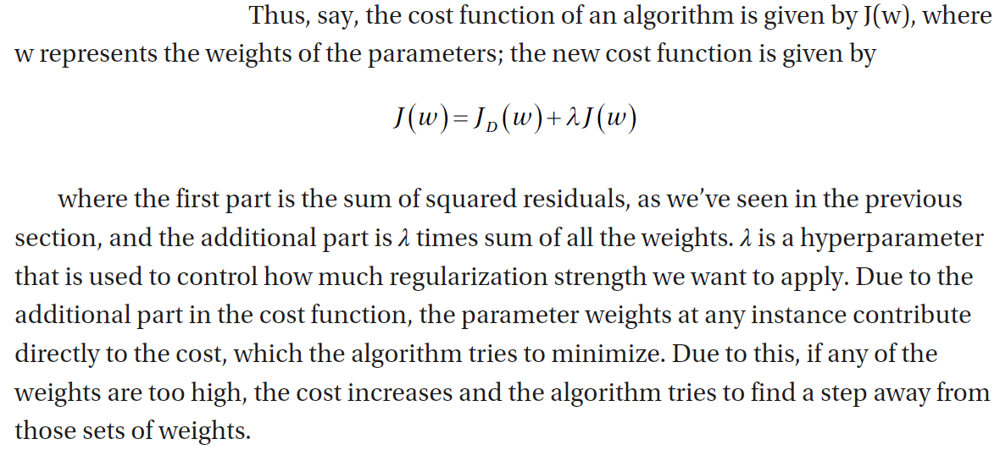 Thus, say, the cost function of an algorithm is given by J(w), where
w represents the weights of the parameters; the new cost function is given by
J(w)=J_D(w)+λJ(w)
where the first part is the sum of squared residuals, as we’ve seen in the previous
section, and the additional part is λ times sum of all the weights. λ is a hyperparameter
that is used to control how much regularization strength we want to apply. Due to the
additional part in the cost function, the parameter weights at any instance contribute
directly to the cost, which the algorithm tries to minimize. Due to this, if any of the
weights are too high, the cost increases and the algorithm tries to find a step away from
those sets of weights.